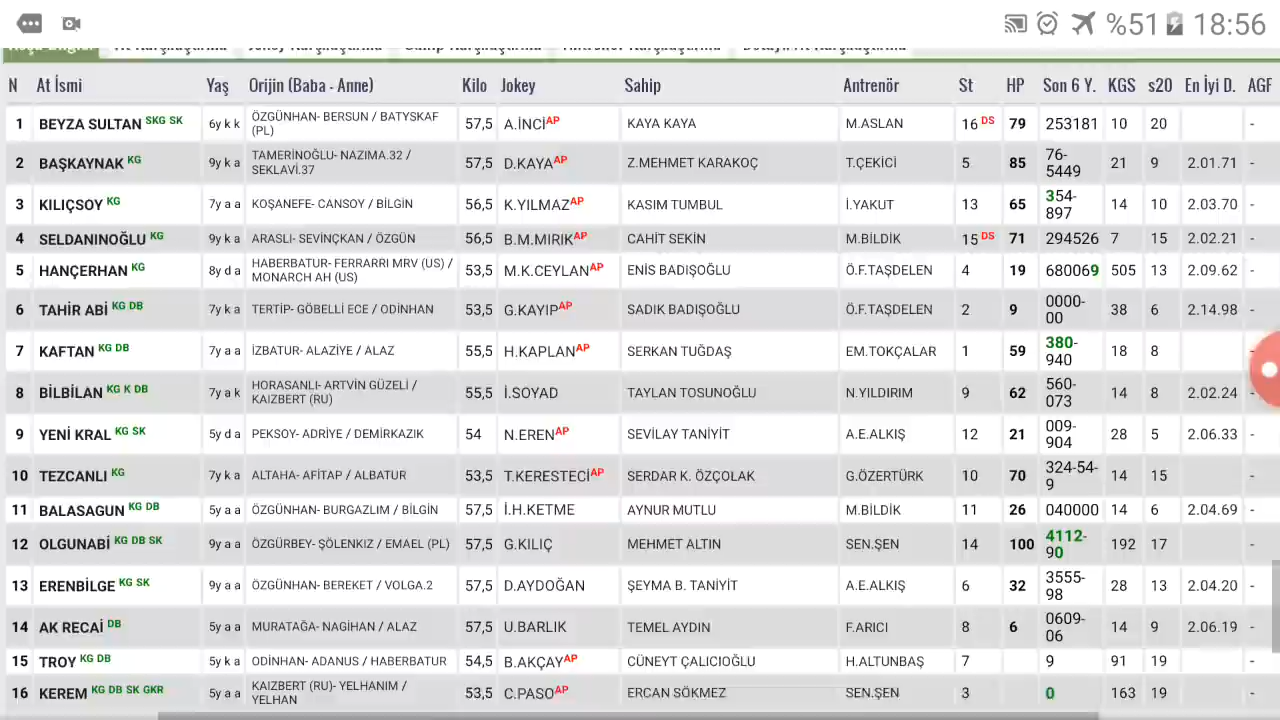 %51 18:56
N At İsmi Yaş Orijin (Baba - Anne) Kilo Jokey Sahip Antrenör St HP Son 6 Y. KGS s20 En İyi D. AGF
1 BEYZA SULTAN SKG SK 6y k k ÖZGÜNHAN- BERSUN / BATYSKAF (PL) 57,5 A.İNCİAP KAYA KAYA M.ASLAN 16 DS 79 253181 10 20 -
2 BAŞKAYNAK KG 9y k a TAMERİNOĞLU- NAZIMA.32 / SEKLAVİ.37 57,5 D.KAYAAP Z.MEHMET KARAKOÇ T.ÇEKİCİ 5 85 76-5449 21 9 2.01.71 -
3 KILIÇSOY KG 7y a a KOŞANEFE- CANSOY / BİLGİN 56,5 K.YILMAZAP KASIM TUMBUL İ.YAKUT 13 65 354-897 14 10 2.03.70 -
4 SELDANINOĞLU KG 9y k a ARASLI- SEVİNÇKAN / ÖZGÜN 56,5 B.M.MIRIKAP CAHİT SEKİN M.BİLDİK 15 DS 71 294526 7 15 2.02.21 -
5 HANÇERHAN KG 8y d a HABERBATUR- FERRARRI MRV (US) / MONARCH AH (US) 53,5 M.K.CEYLANAP ENİS BADIŞOĞLU Ö.F.TAŞDELEN 4 19 680069 505 13 2.09.62 -
6 TAHİR ABİ KG DB 7y k a TERTİP- GÖBELLİ ECE / ODİNHAN 53,5 G.KAYIPAP SADIK BADIŞOĞLU Ö.F.TAŞDELEN 2 9 0000-00 38 6 2.14.98 -
7 KAFTAN KG DB 7y a a İZBATUR- ALAZİYE / ALAZ 55,5 H.KAPLANAP SERKAN TUĞDAŞ EM.TOKÇALAR 1 59 380-940 18 8 -
8 BİLBİLAN KG K DB 7y a k HORASANLI- ARTVİN GÜZELİ / KAIZBERT (RU) 55,5 İ.SOYAD TAYLAN TOSUNOĞLU N.YILDIRIM 9 62 560-073 14 8 2.02.24 -
9 YENİ KRAL KG SK 5y d a PEKSOY- ADRİYE / DEMİRKAZIK 54 N.ERENAP SEVİLAY TANİYİT A.E.ALKIŞ 12 21 009-904 28 5 2.06.33 -
10 TEZCANLI KG 7y k a ALTAHA- AFİTAP / ALBATUR 53,5 T.KERESTECİAP SERDAR K. ÖZÇOLAK G.ÖZERTÜRK 10 70 324-54-9 14 15 -
11 BALASAGUN KG DB 5y a a ÖZGÜNHAN- BURGAZLIM / BİLGİN 57,5 İ.H.KETME AYNUR MUTLU M.BİLDİK 11 26 040000 14 6 2.04.69 -
12 OLGUNABİ KG DB SK 9y a a ÖZGÜRBEY- ŞÖLENKIZ / EMAEL (PL) 57,5 G.KILIÇ MEHMET ALTIN SEN.ŞEN 14 100 4112-90 192 17 -
13 ERENBİLGE KG SK 9y a a ÖZGÜNHAN- BEREKET / VOLGA.2 57,5 D.AYDOĞAN ŞEYMA B. TANİYİT A.E.ALKIŞ 6 32 3555-98 28 13 2.04.20 -
14 AK RECAİ DB 5y a a MURATAĞA- NAGİHAN / ALAZ 57,5 U.BARLIK TEMEL AYDIN F.ARICI 8 6 0609-06 14 9 2.06.19 -
15 TROY KG DB 5y k a ODİNHAN- ADANUS / HABERBATUR 54,5 B.AKÇAYAP CÜNEYT ÇALICIOĞLU H.ALTUNBAŞ 7 9 91 19 -
16 KEREM KG DB SK GKR 5y a a KAIZBERT (RU)- YELHANIM / YELHAN 53,5 C.PASOAP ERCAN SÖKMEZ SEN.ŞEN 3 0 163 19 -